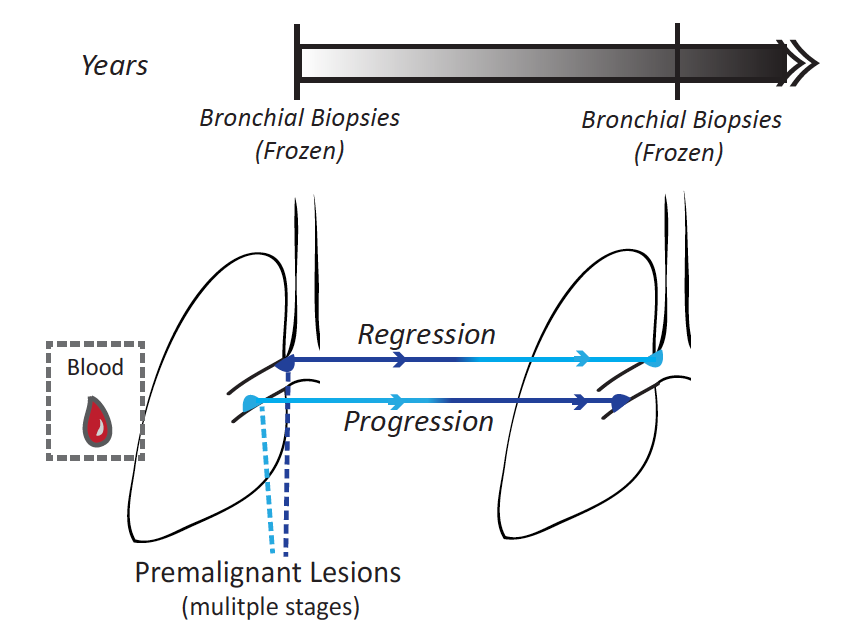 Years
Bronchial Biopsies
(Frozen)
Bronchial Biopsies
(Frozen)
Regression
Blood
Progression
Premalignant Lesions
(mulitple stages)